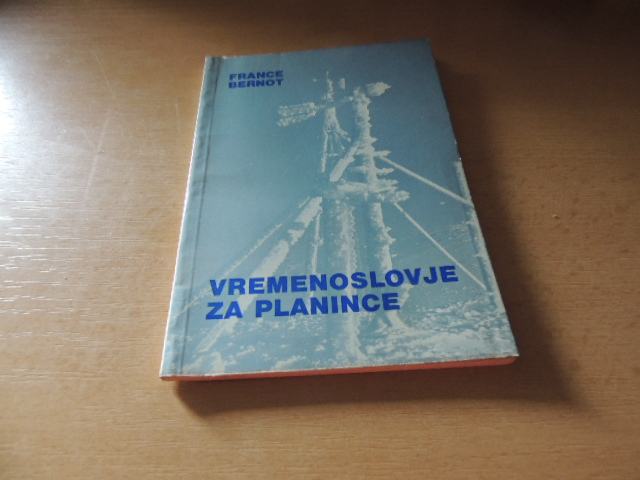 FRANCE
BERNOT
VREMENOSLOVJE
ZA PLANINCE